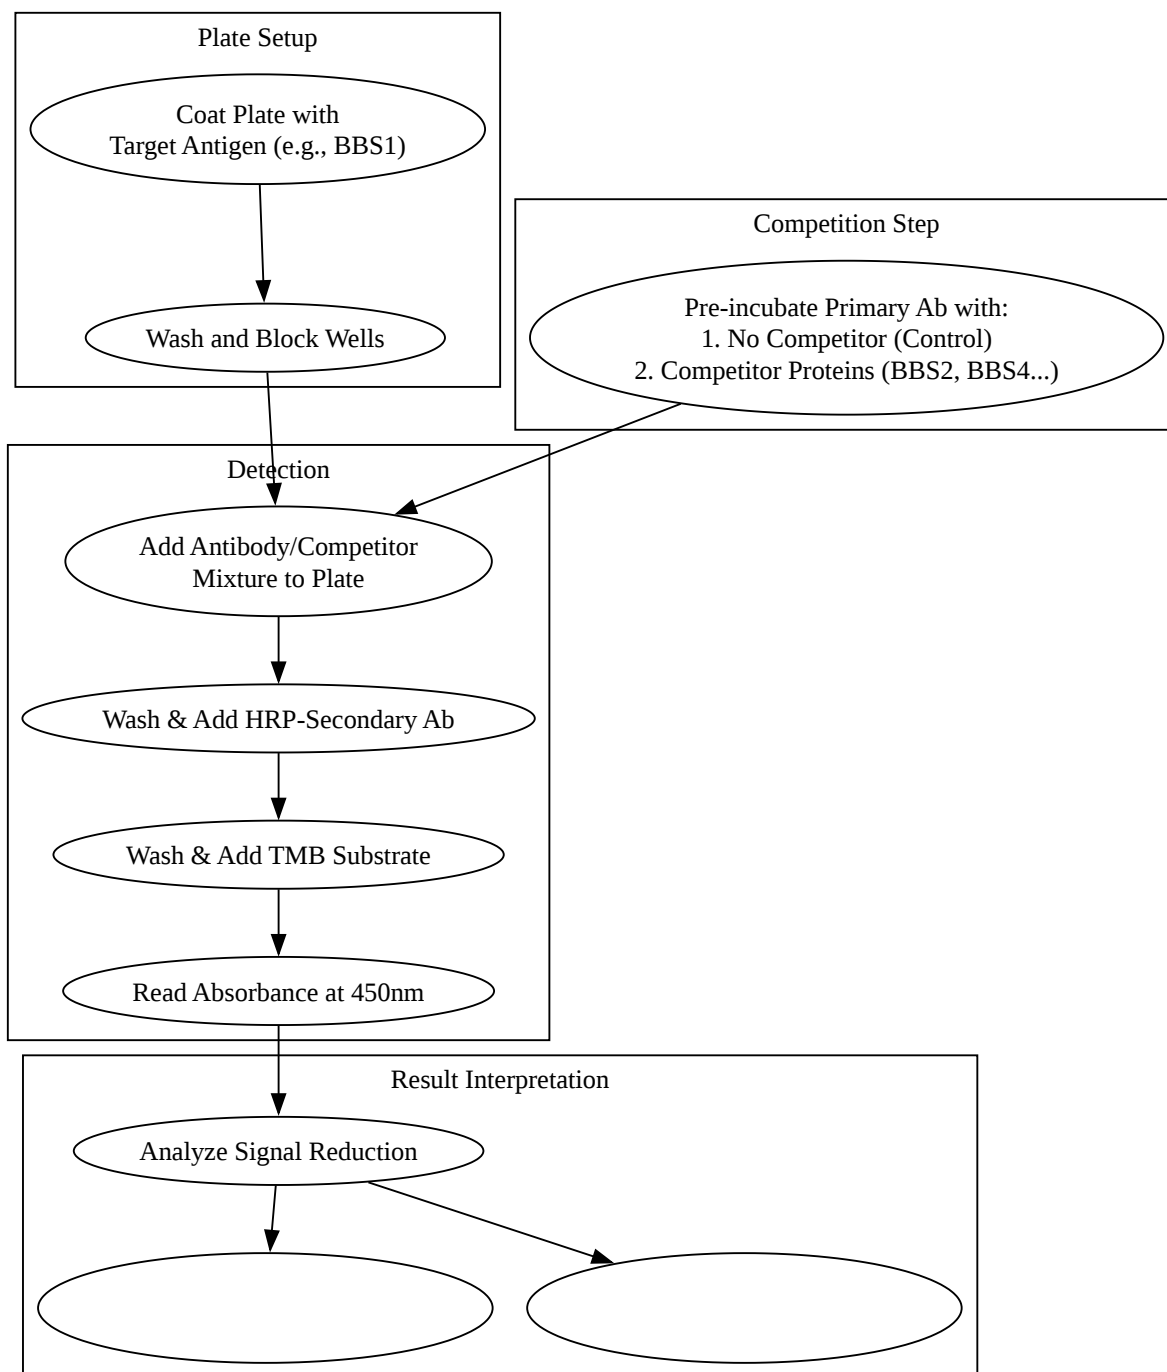 Plate Setup
Coat Plate with
Target Antigen (e.g., BBS1)
Wash and Block Wells
Competition Step
Pre-incubate Primary Ab with:
1. No Competitor (Control)
2. Competitor Proteins (BBS2, BBS4...)
Detection
Add Antibody/Competitor
Mixture to Plate
Wash & Add HRP-Secondary Ab
Wash & Add TMB Substrate
Read Absorbance at 450nm
Result Interpretation
Analyze Signal Reduction